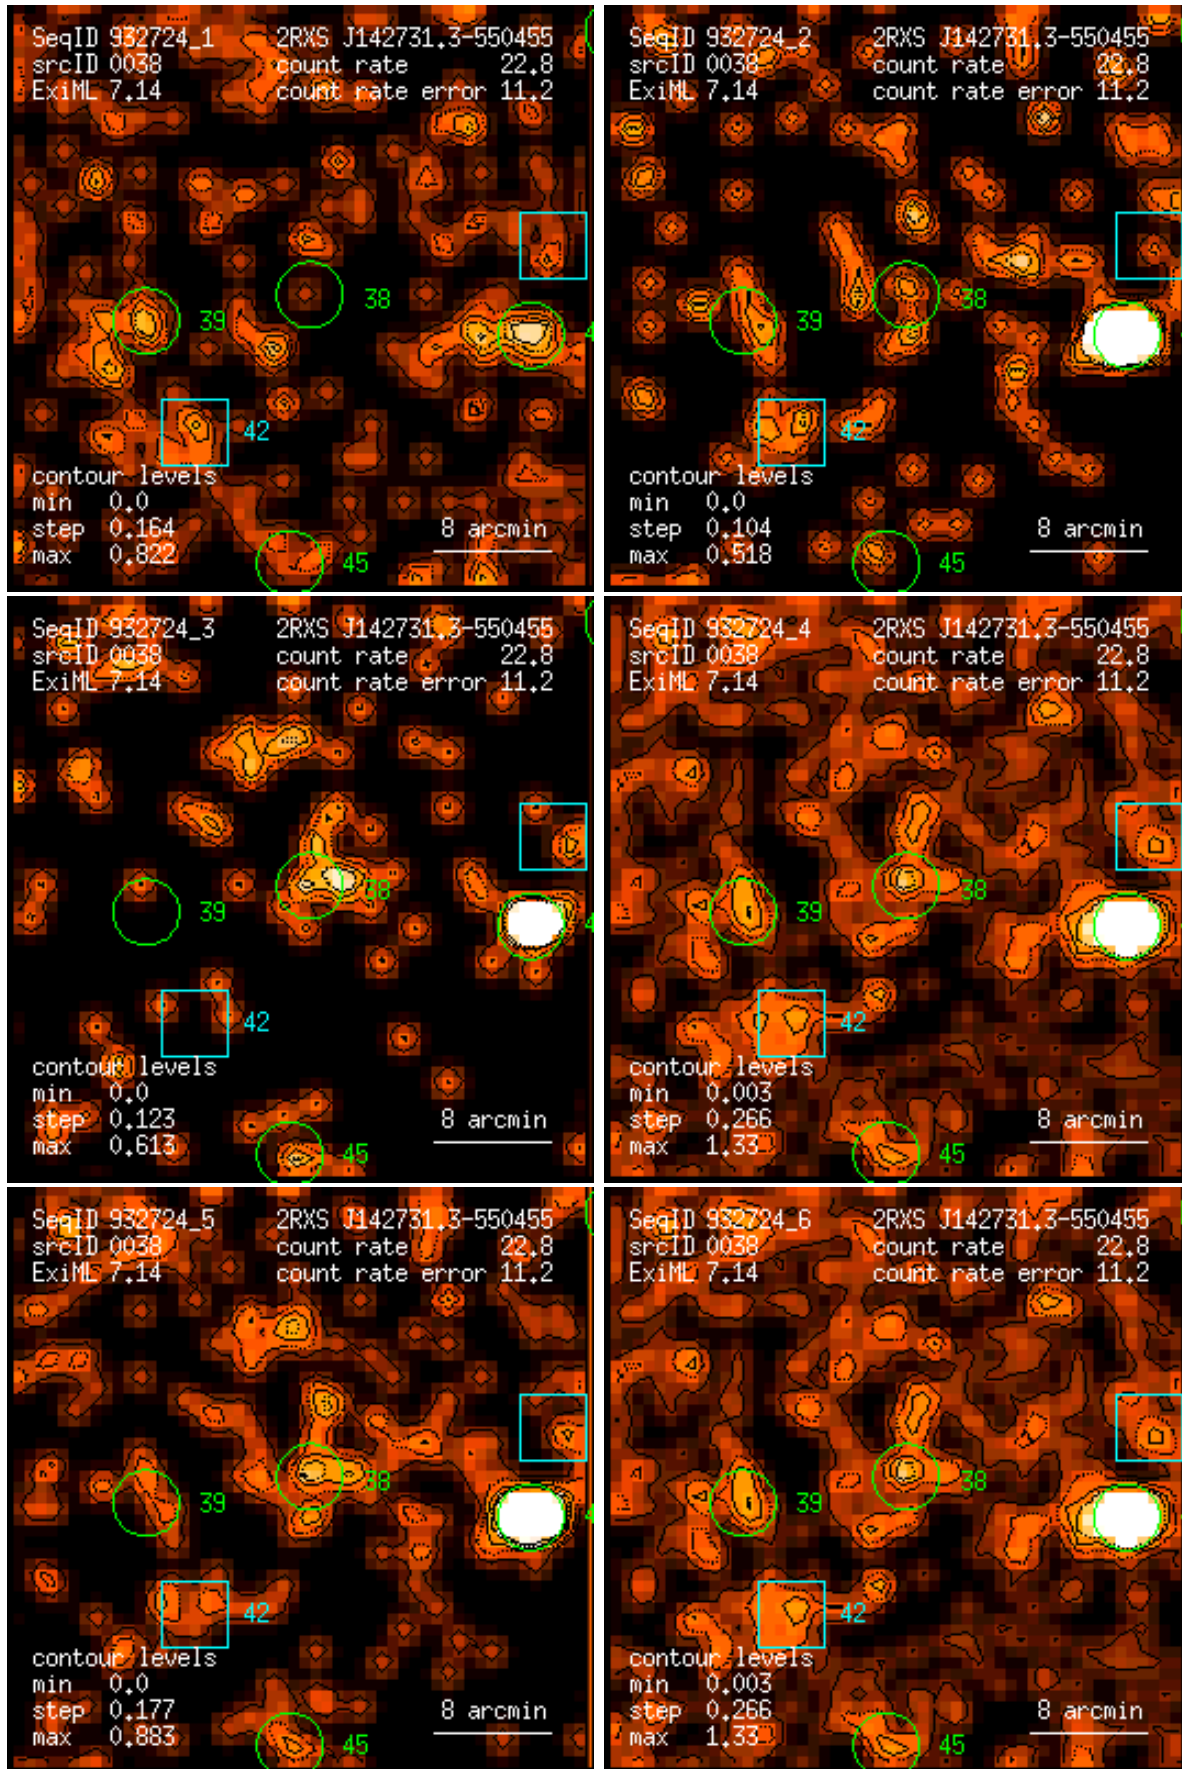 SeqID 932724_1 2RXS J142731.3-550455
srcID 0038 count rate 22.8
ExiML 7.14 count rate error 11.2
38
39
4
42
contour levels
min 0.0
step 0.164 8 arcmin
max 0.822
45
SeqID 932724_2 2RXS J142731.3-550455
srcID 0038 count rate 22.8
ExiML 7.14 count rate error 11.2
38
39
42
contour levels
min 0.0
step 0.104 8 arcmin
max 0.518
45
SeqID 932724_3 2RXS J142731.3-550455
srcID 0038 count rate 22.8
ExiML 7.14 count rate error 11.2
38
39
4
42
contour levels
min 0.0
step 0.123 8 arcmin
max 0.613
45
SeqID 932724_4 2RXS J142731.3-550455
srcID 0038 count rate 22.8
ExiML 7.14 count rate error 11.2
38
39
42
contour levels
min 0.003
step 0.266 8 arcmin
max 1.33
45
SeqID 932724_5 2RXS J142731.3-550455
srcID 0038 count rate 22.8
ExiML 7.14 count rate error 11.2
38
39
4
42
contour levels
min 0.0
step 0.177 8 arcmin
max 0.883
45
SeqID 932724_6 2RXS J142731.3-550455
srcID 0038 count rate 22.8
ExiML 7.14 count rate error 11.2
38
39
42
contour levels
min 0.003
step 0.266 8 arcmin
max 1.33
45